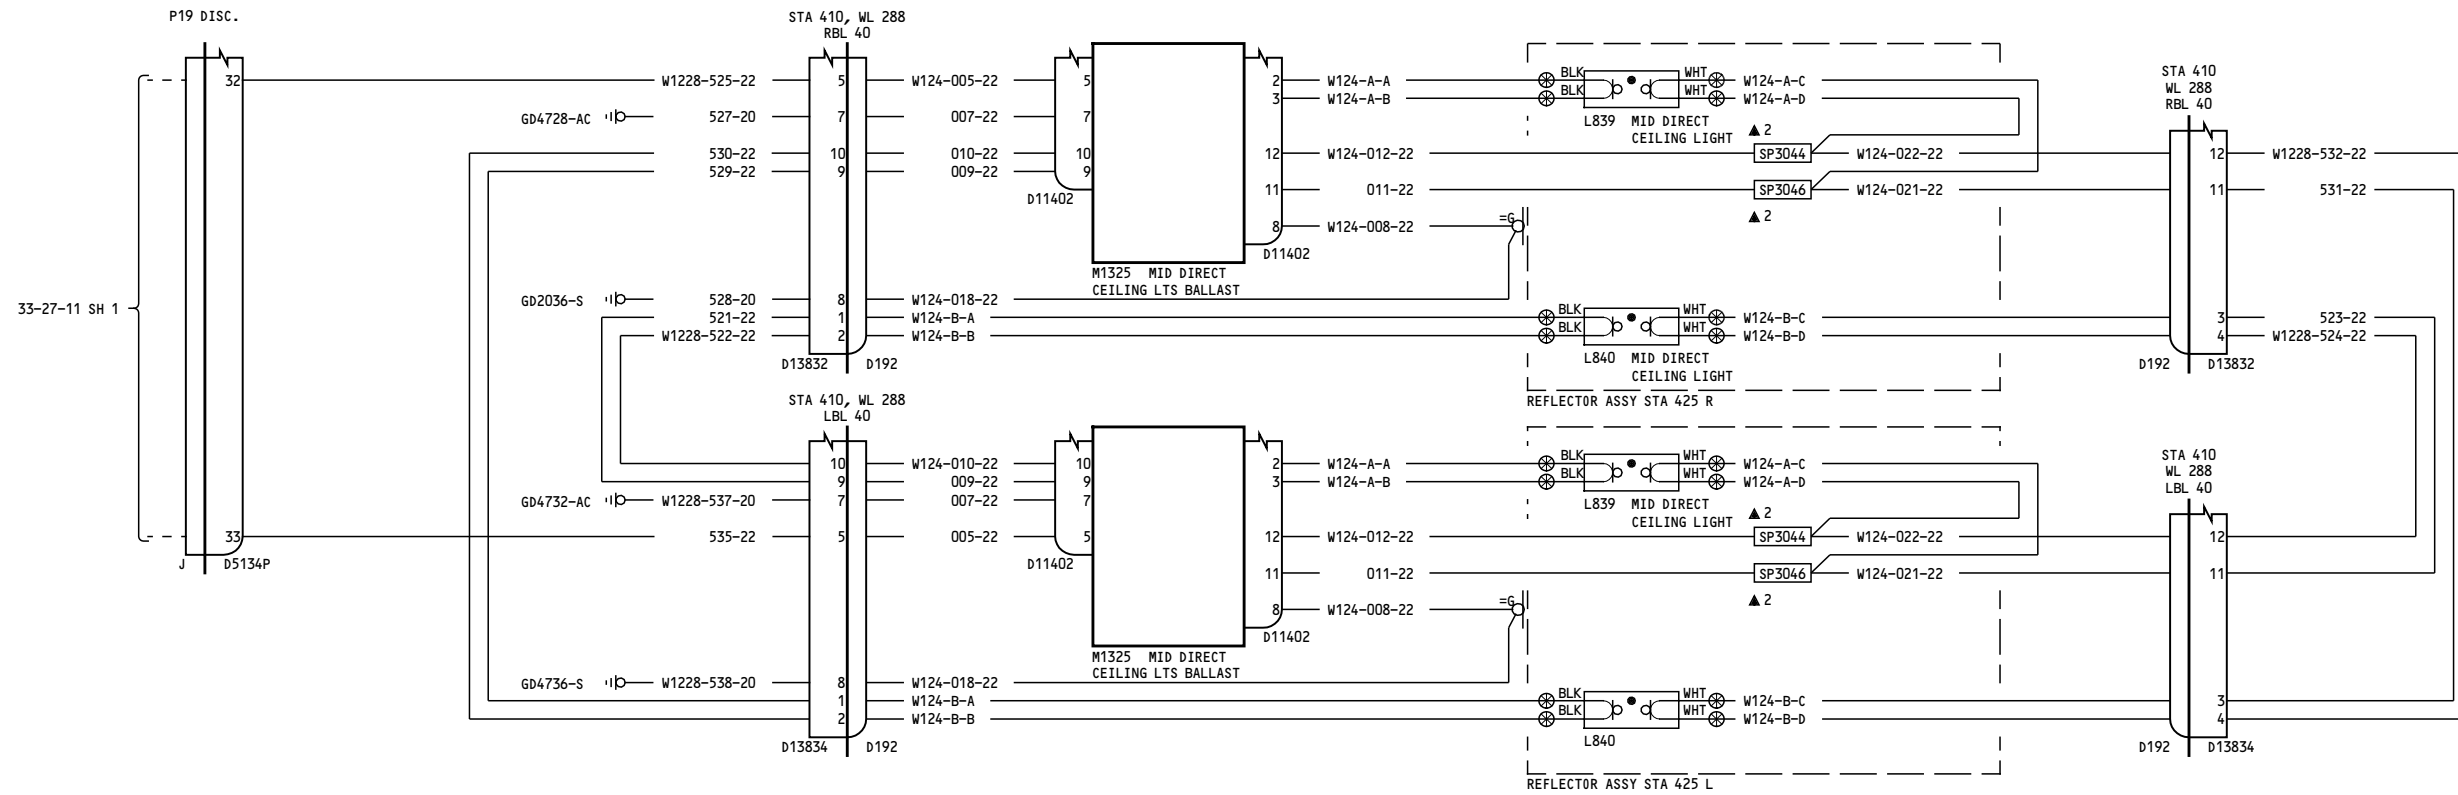 P19 DISC.
33-27-11 SH 1
32
33
J D5134P
STA 410, WL 288
RBL 40
W1228-525-22 5 W124-005-22 5
GD4728-AC 527-20 7 007-22 7
530-22 10 010-22 10
529-22 9 009-22 9
D11402
GD2036-S 528-20 8 W124-018-22
521-22 1 W124-B-A
W1228-522-22 2 W124-B-B
D13832 D192
M1325 MID DIRECT
CEILING LTS BALLAST
2 W124-A-A BLK WHT W124-A-C
3 W124-A-B BLK WHT W124-A-D
L839 MID DIRECT
CEILING LIGHT
2
12 W124-012-22 SP3044 W124-022-22 12 W1228-532-22
11 011-22 SP3046 W124-021-22 11 531-22
2
8 W124-008-22 =G
D11402
STA 410
WL 288
RBL 40
BLK WHT W124-B-C 3 523-22
BLK WHT W124-B-D 4 W1228-524-22
L840 MID DIRECT
CEILING LIGHT
D192 D13832
REFLECTOR ASSY STA 425 R
STA 410, WL 288
LBL 40
10 W124-010-22 10
9 009-22 9
GD4732-AC W1228-537-20 7 007-22 7
535-22 5 005-22 5
D11402
GD4736-S W1228-538-20 8 W124-018-22
1 W124-B-A
2 W124-B-B
D13834 D192
M1325 MID DIRECT
CEILING LTS BALLAST
2 W124-A-A BLK WHT W124-A-C
3 W124-A-B BLK WHT W124-A-D
L839 MID DIRECT
CEILING LIGHT
2
12 W124-012-22 SP3044 W124-022-22 12
11 011-22 SP3046 W124-021-22 11
2
8 W124-008-22 =G
D11402
STA 410
WL 288
LBL 40
BLK WHT W124-B-C 3
BLK WHT W124-B-D 4
L840
D192 D13834
REFLECTOR ASSY STA 425 L